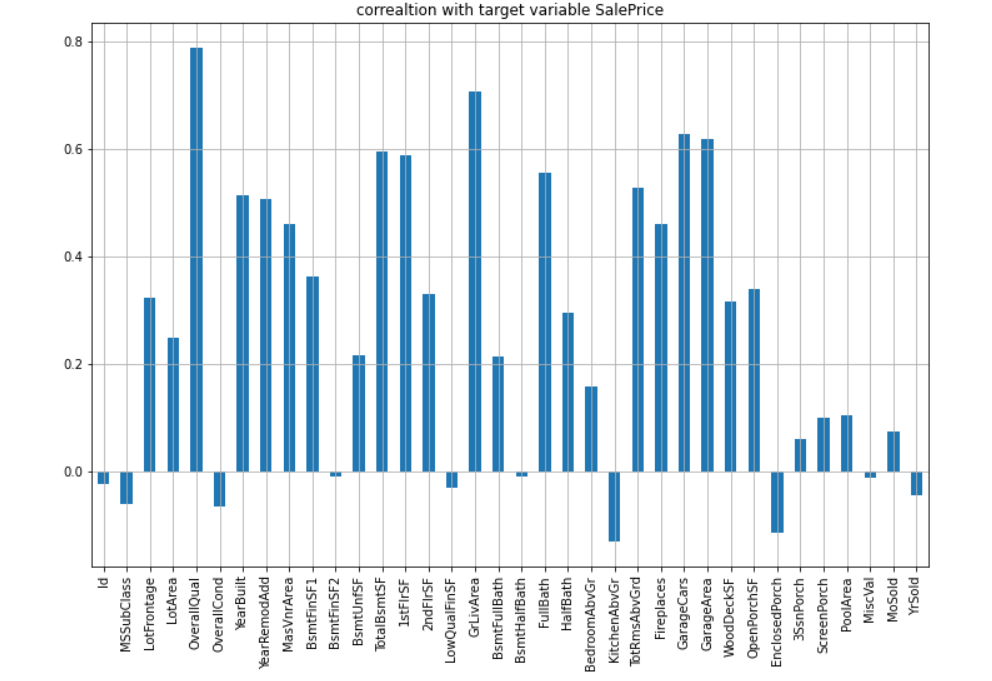 correaltion with target variable SalePrice
0.8
0.6
0.4
0.2
0.0
Id
MSSubClass
LotFrontage
LotArea
OverallQual
OverallCond
YearBuilt
YearRemodAdd
MasVnrArea
BsmtFinSF1
BsmtFinSF2
BsmtUnfSF
TotalBsmtSF
1stFlrSF
2ndFlrSF
LowQualFinSF
GrLivArea
BsmtFullBath
BsmtHalfBath
FullBath
HalfBath
BedroomAbvGr
KitchenAbvGr
TotRmsAbvGrd
Fireplaces
GarageCars
GarageArea
WoodDeckSF
OpenPorchSF
EnclosedPorch
3SsnPorch
ScreenPorch
PoolArea
MiscVal
MoSold
YrSold